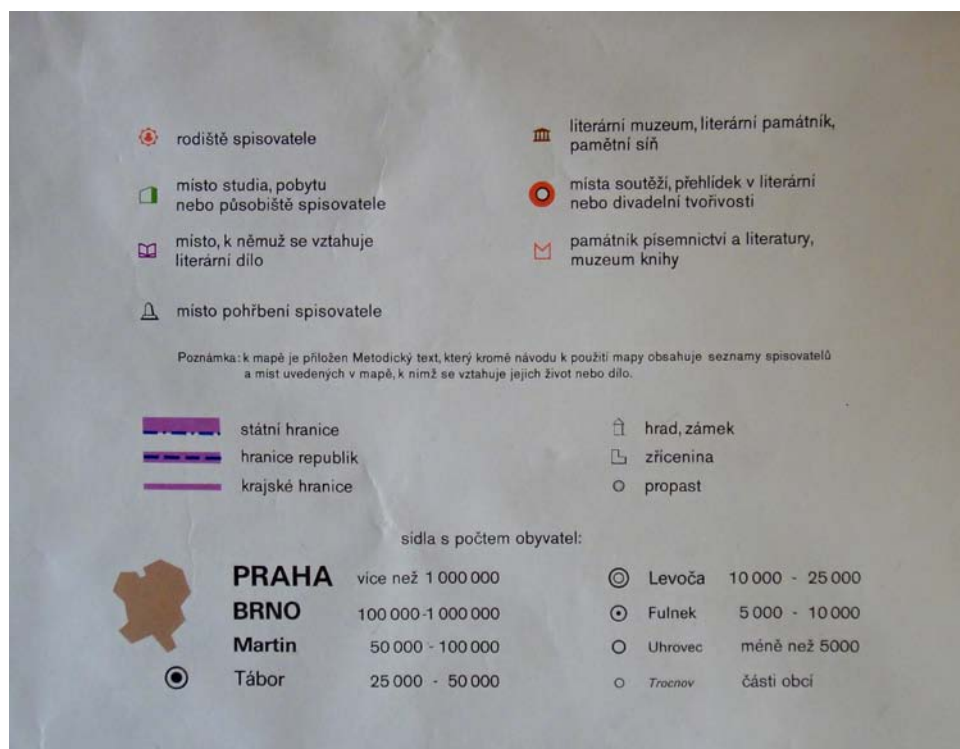 rodiště spisovatele
místo studia, pobytu
nebo působiště spisovatele
místo, k němuž se vztahuje
literární dílo
místo pohřbení spisovatele
literární muzeum, literární památník,
pamětní síň
místa soutěží, přehlídek v literární
nebo divadelní tvořivosti
památník písemnictví a literatury,
muzeum knihy
Poznámka: k mapě je přiložen Metodický text, který kromě návodu k použití mapy obsahuje seznamy spisovatelů
a míst uvedených v mapě, k nimž se vztahuje jejich život nebo dílo.
státní hranice
hranice republik
krajské hranice
hrad, zámek
zřícenina
propast
sídla s počtem obyvatel:
PRAHA více než 1 000 000
BRNO 100 000-1 000 000
Martin 50 000 - 100 000
Tábor 25 000 - 50 000
Levoča 10 000 - 25 000
Fulnek 5 000 - 10 000
Uhrovec méně než 5000
Trocnov části obcí